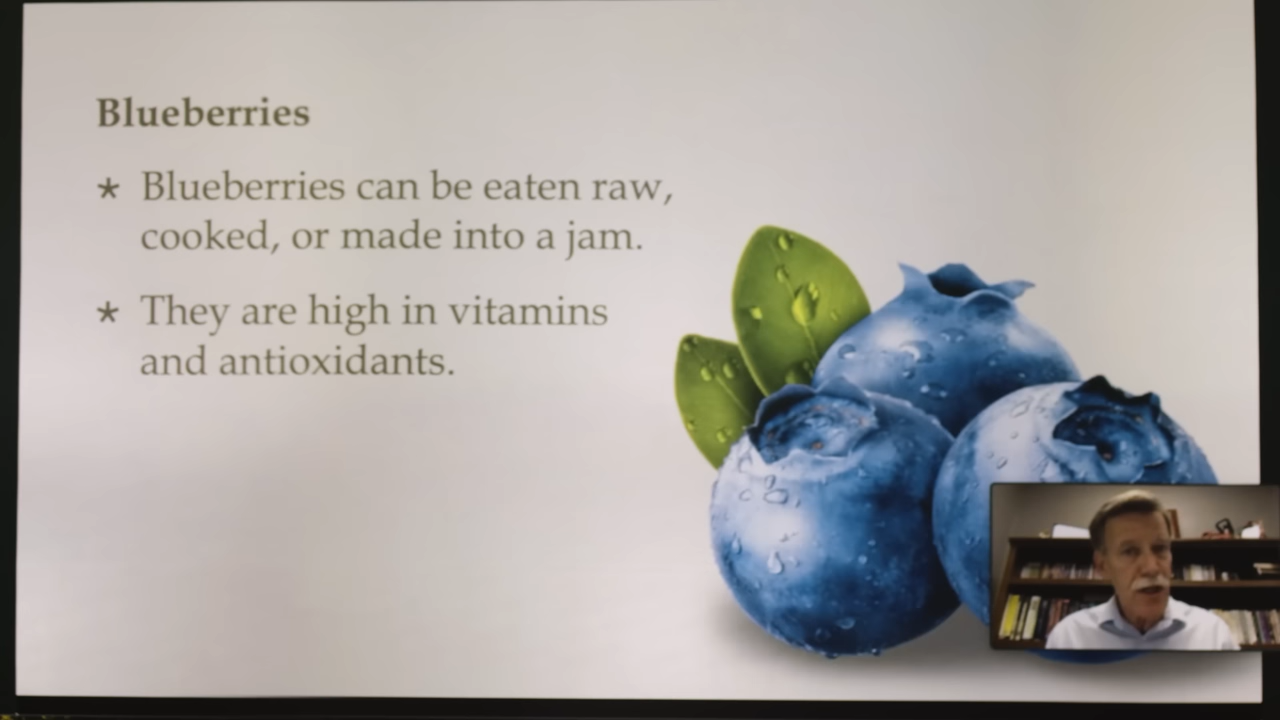 Blueberries
* Blueberries can be eaten raw,
cooked, or made into a jam.
* They are high in vitamins
and antioxidants.